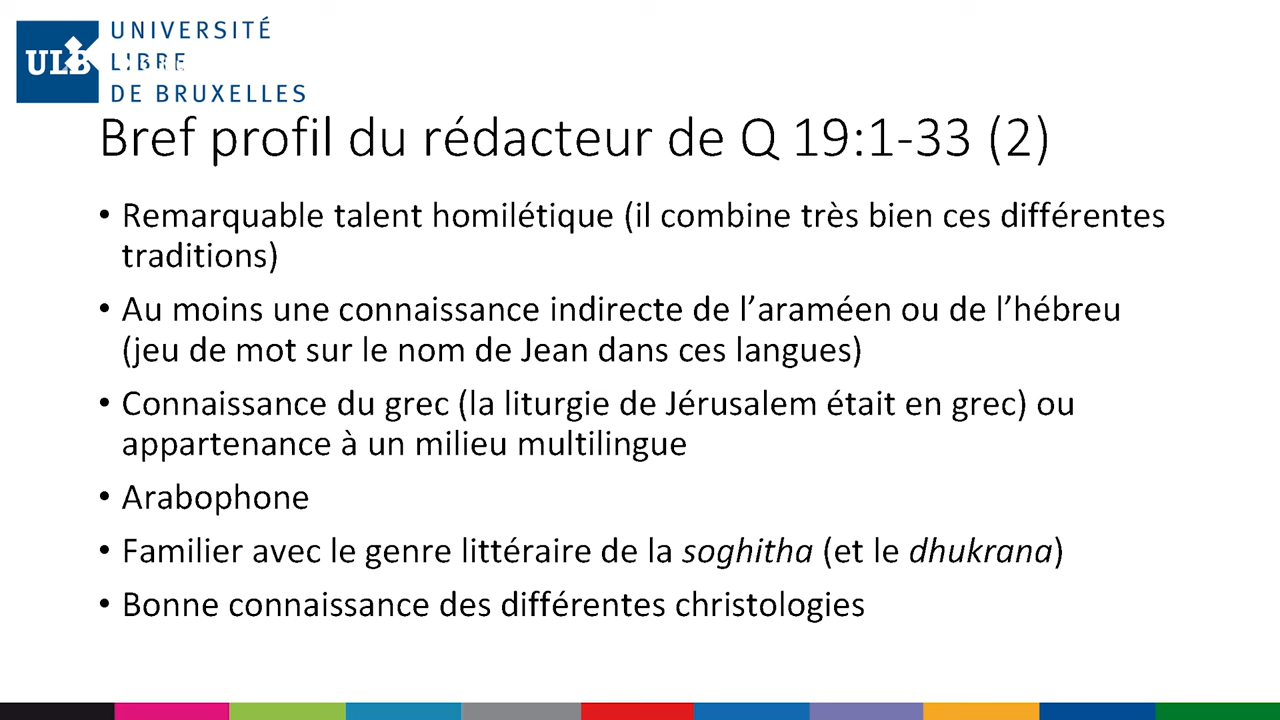 UNIVERSITÉ
ULB LIBRE
DE BRUXELLES
Bref profil du rédacteur de Q 19:1-33 (2)
• Remarquable talent homilétique (il combine très bien ces différentes
traditions)
• Au moins une connaissance indirecte de l’araméen ou de l’hébreu
(jeu de mot sur le nom de Jean dans ces langues)
• Connaissance du grec (la liturgie de Jérusalem était en grec) ou
appartenance à un milieu multilingue
• Arabophone
• Familier avec le genre littéraire de la soghitha (et le dhukrana)
• Bonne connaissance des différentes christologies